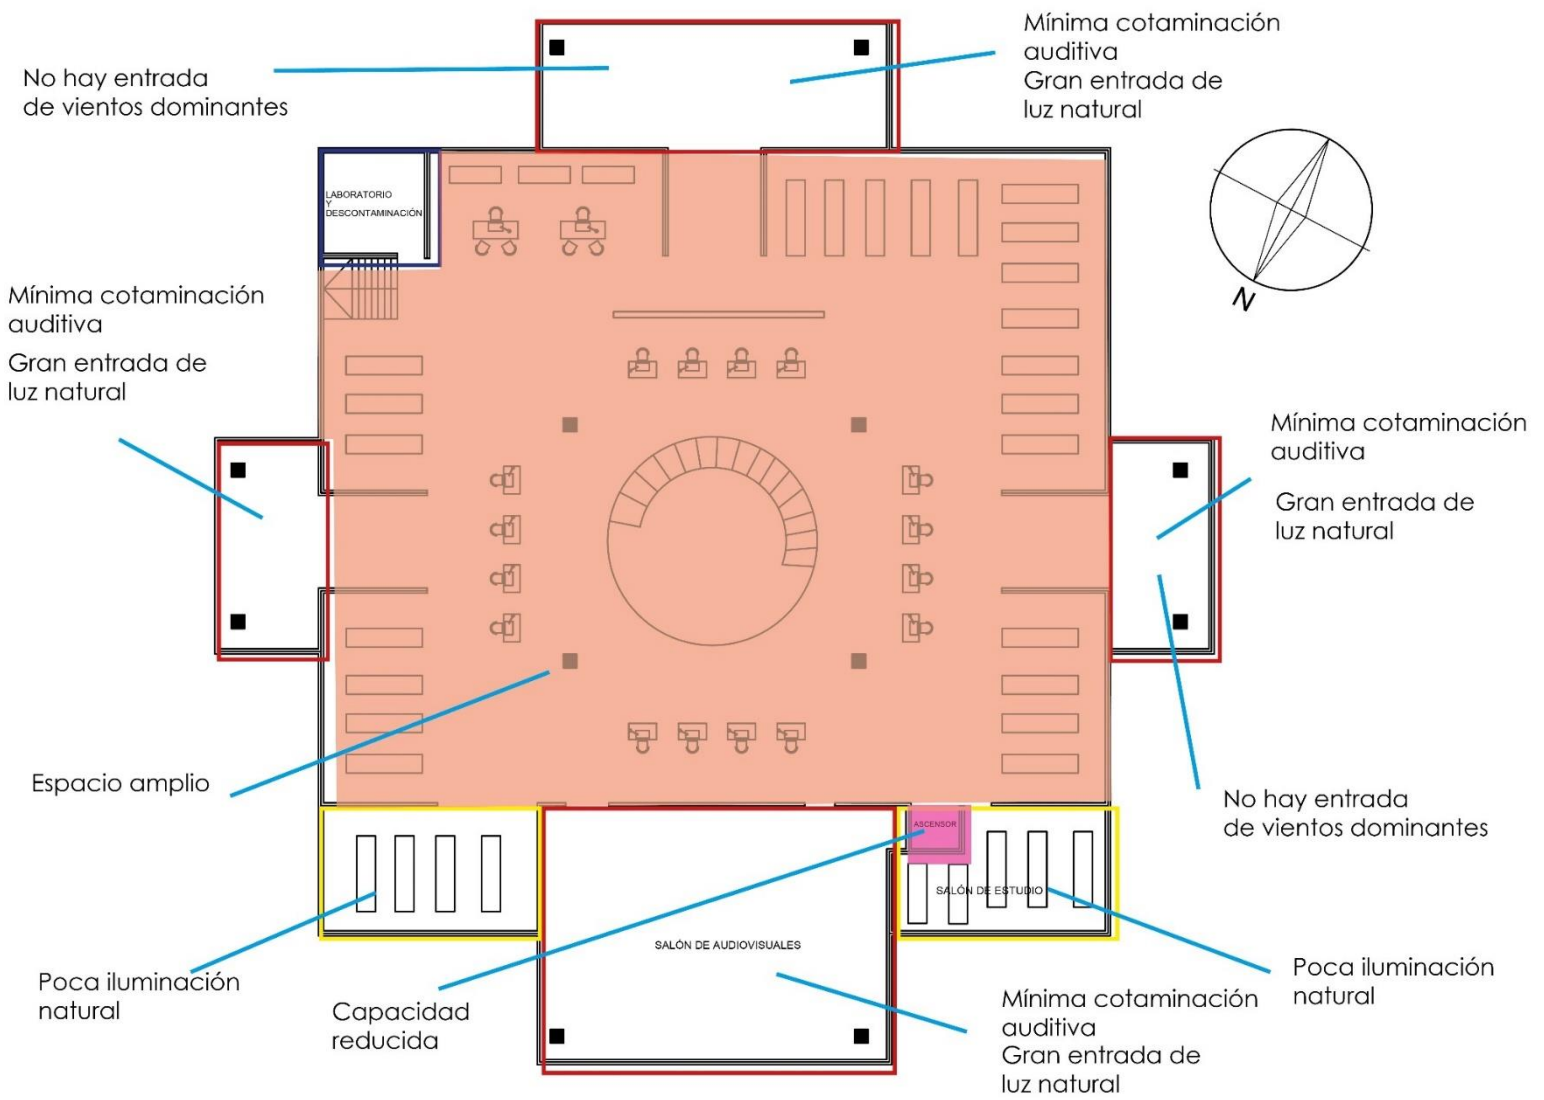 Mínima cotaminación
auditiva
Gran entrada de
luz natural
No hay entrada
de vientos dominantes
LABORATORIO
Y
DESCONTAMINACIÓN
N
Mínima cotaminación
auditiva
Gran entrada de
luz natural
Mínima cotaminación
auditiva
Gran entrada de
luz natural
Espacio amplio
No hay entrada
de vientos dominantes
ASCENSOR
SALÓN DE ESTUDIO
SALÓN DE AUDIOVISUALES
Poca iluminación
natural
Capacidad
reducida
Mínima cotaminación
auditiva
Gran entrada de
luz natural
Poca iluminación
natural